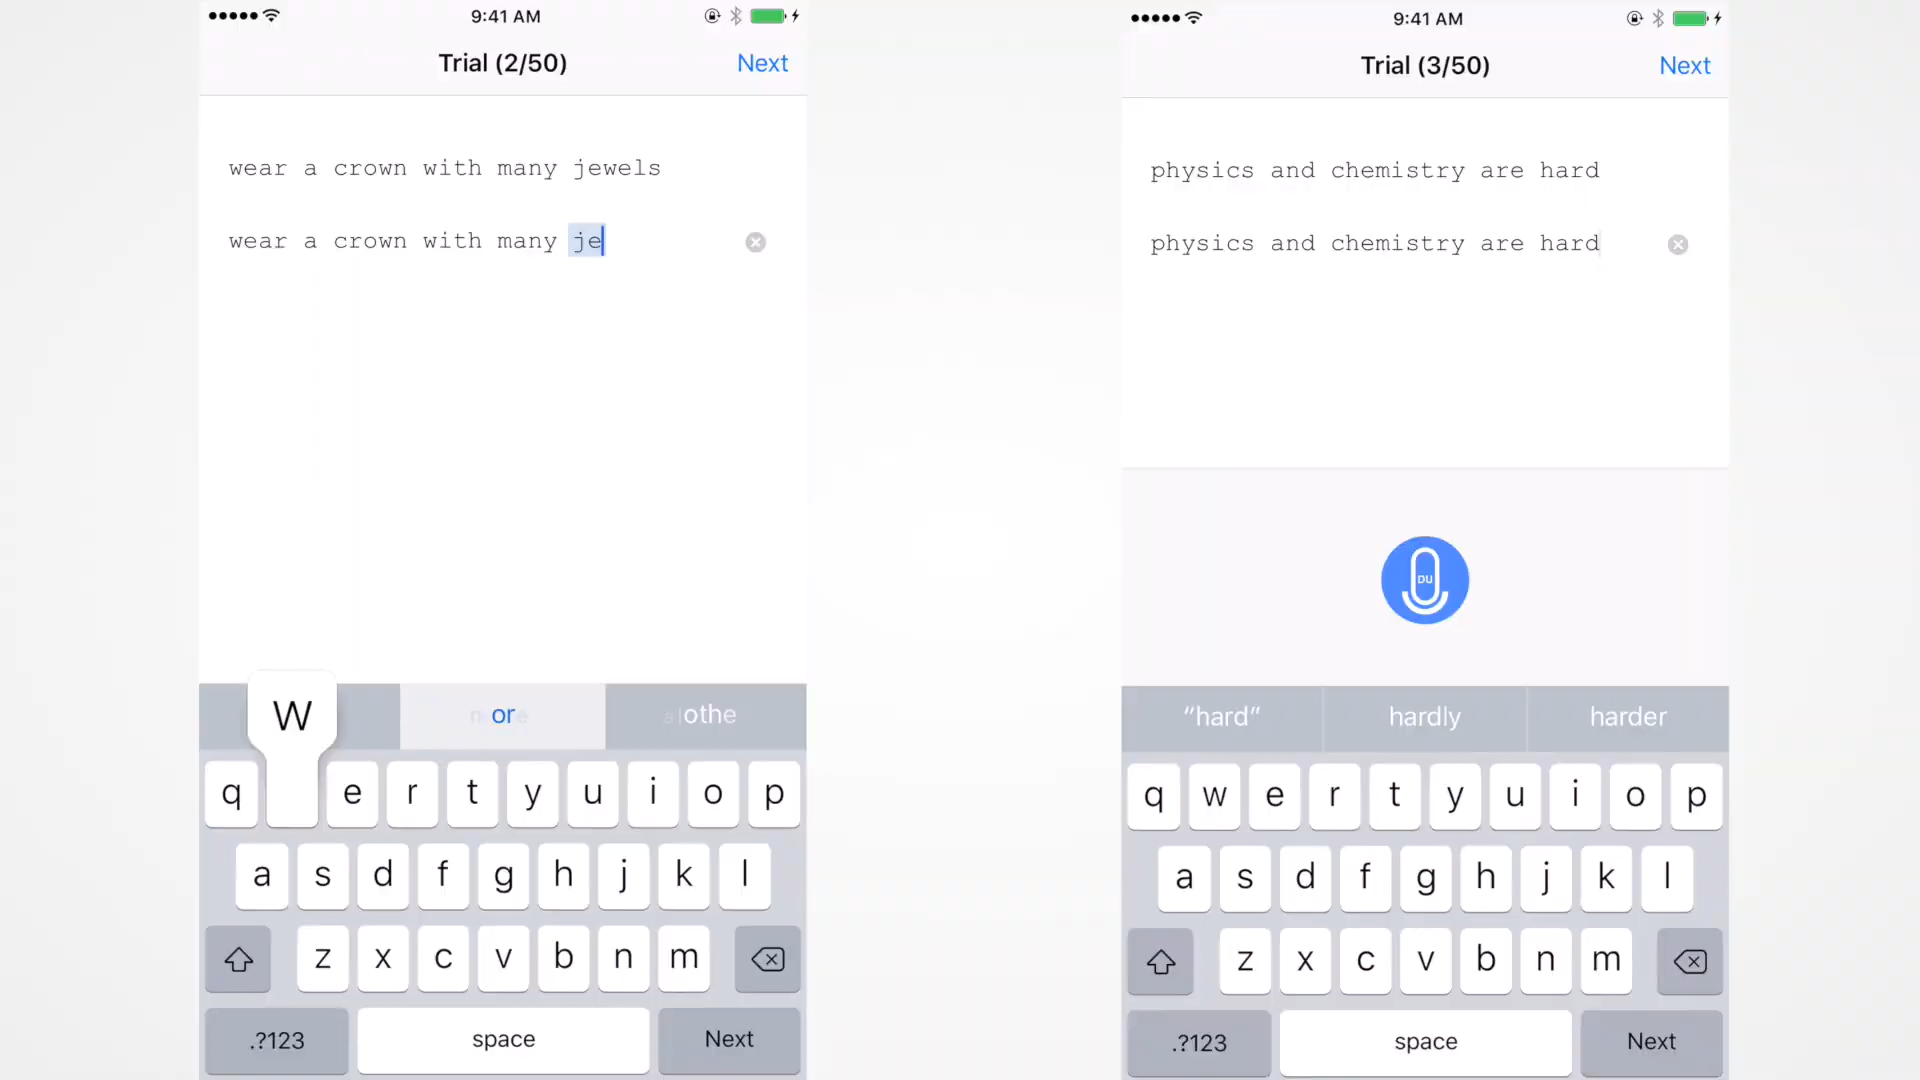 9:41 AM
Trial (2/50)
Next
wear a crown with many jewels
wear a crown with many je
W
q e r t y u i o p
a s d f g h j k l
z x c v b n m
.?123
space
Next
9:41 AM
Trial (3/50)
Next
physics and chemistry are hard
physics and chemistry are hard
DU
“hard” hardly harder
q w e r t y u i o p
a s d f g h j k l
z x c v b n m
.?123
space
Next